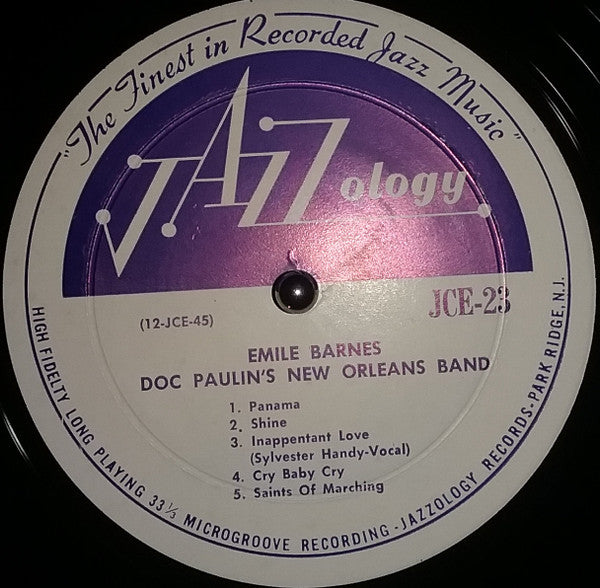 "The Finest in Recorded Jazz Music"
JAZZology
JCE-23
(12-JCE-45)
EMILE BARNES
DOC PAULIN'S NEW ORLEANS BAND
1. Panama
2. Shine
3. Inappentant Love
(Sylvester Handy-Vocal)
4. Cry Baby Cry
5. Saints Of Marching
HIGH FIDELTY LONG PLAYING 33⅓ MICROGROOVE RECORDING - JAZZOLOGY RECORDS-PARK RIDGE, N.J.